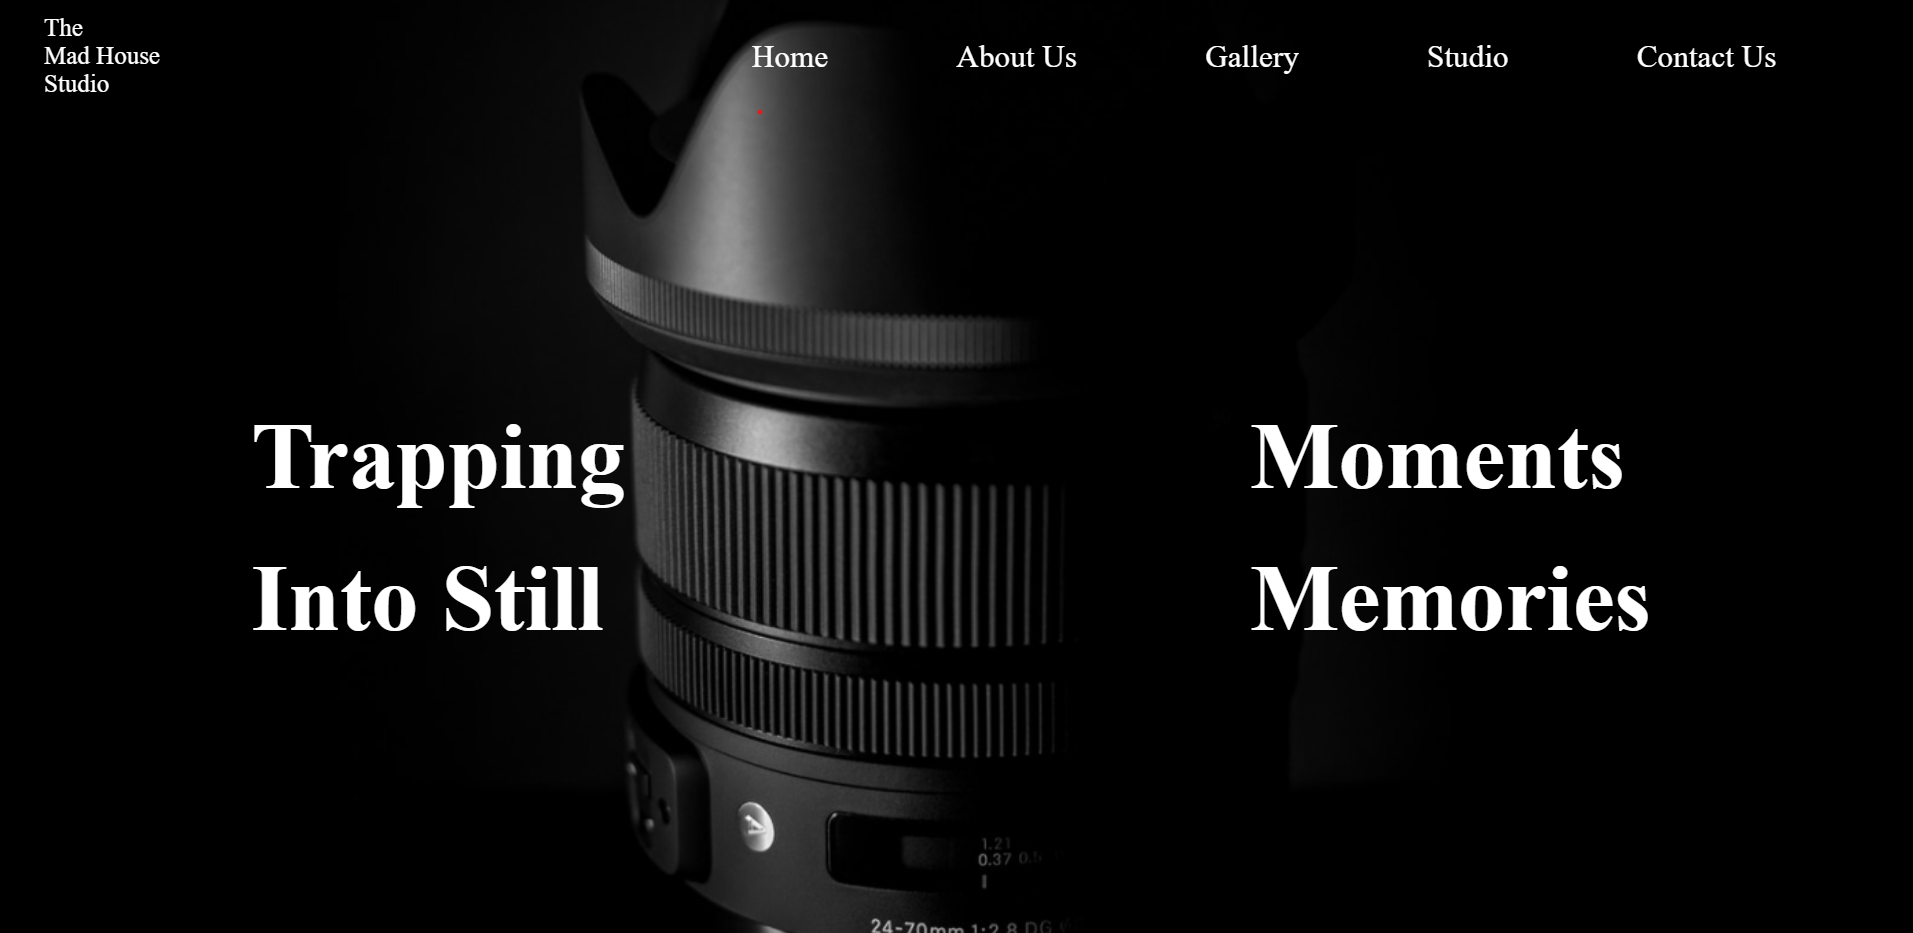 The
Mad House
Studio
Home About Us Gallery Studio Contact Us
Trapping Moments
Into Still Memories
A
1.21
0.37 0.5
24-70mm 1:2.8 DG